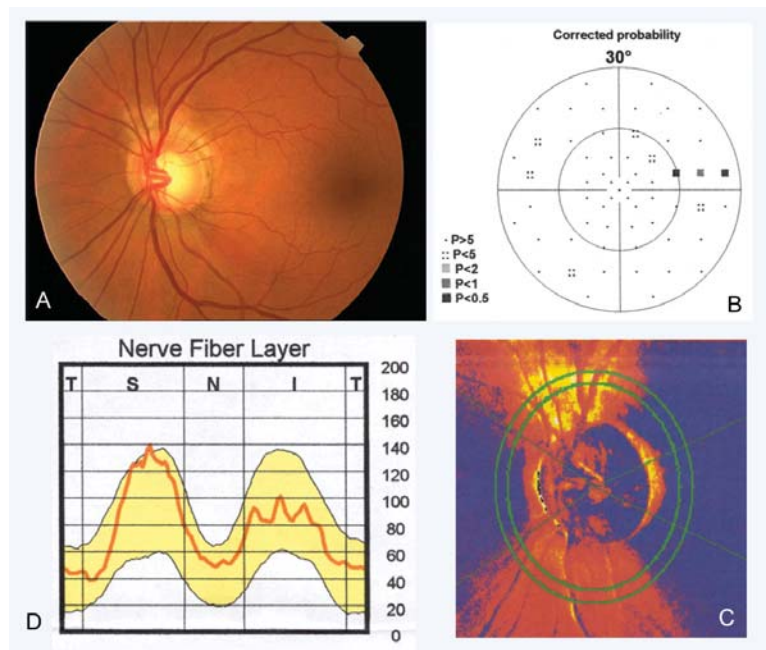 A
Corrected probability
30°
· P>5
:: P<5
P<2
P<1
P<0.5
B
Nerve Fiber Layer
T S N I T
200
180
160
140
120
100
80
60
40
20
0
D
C